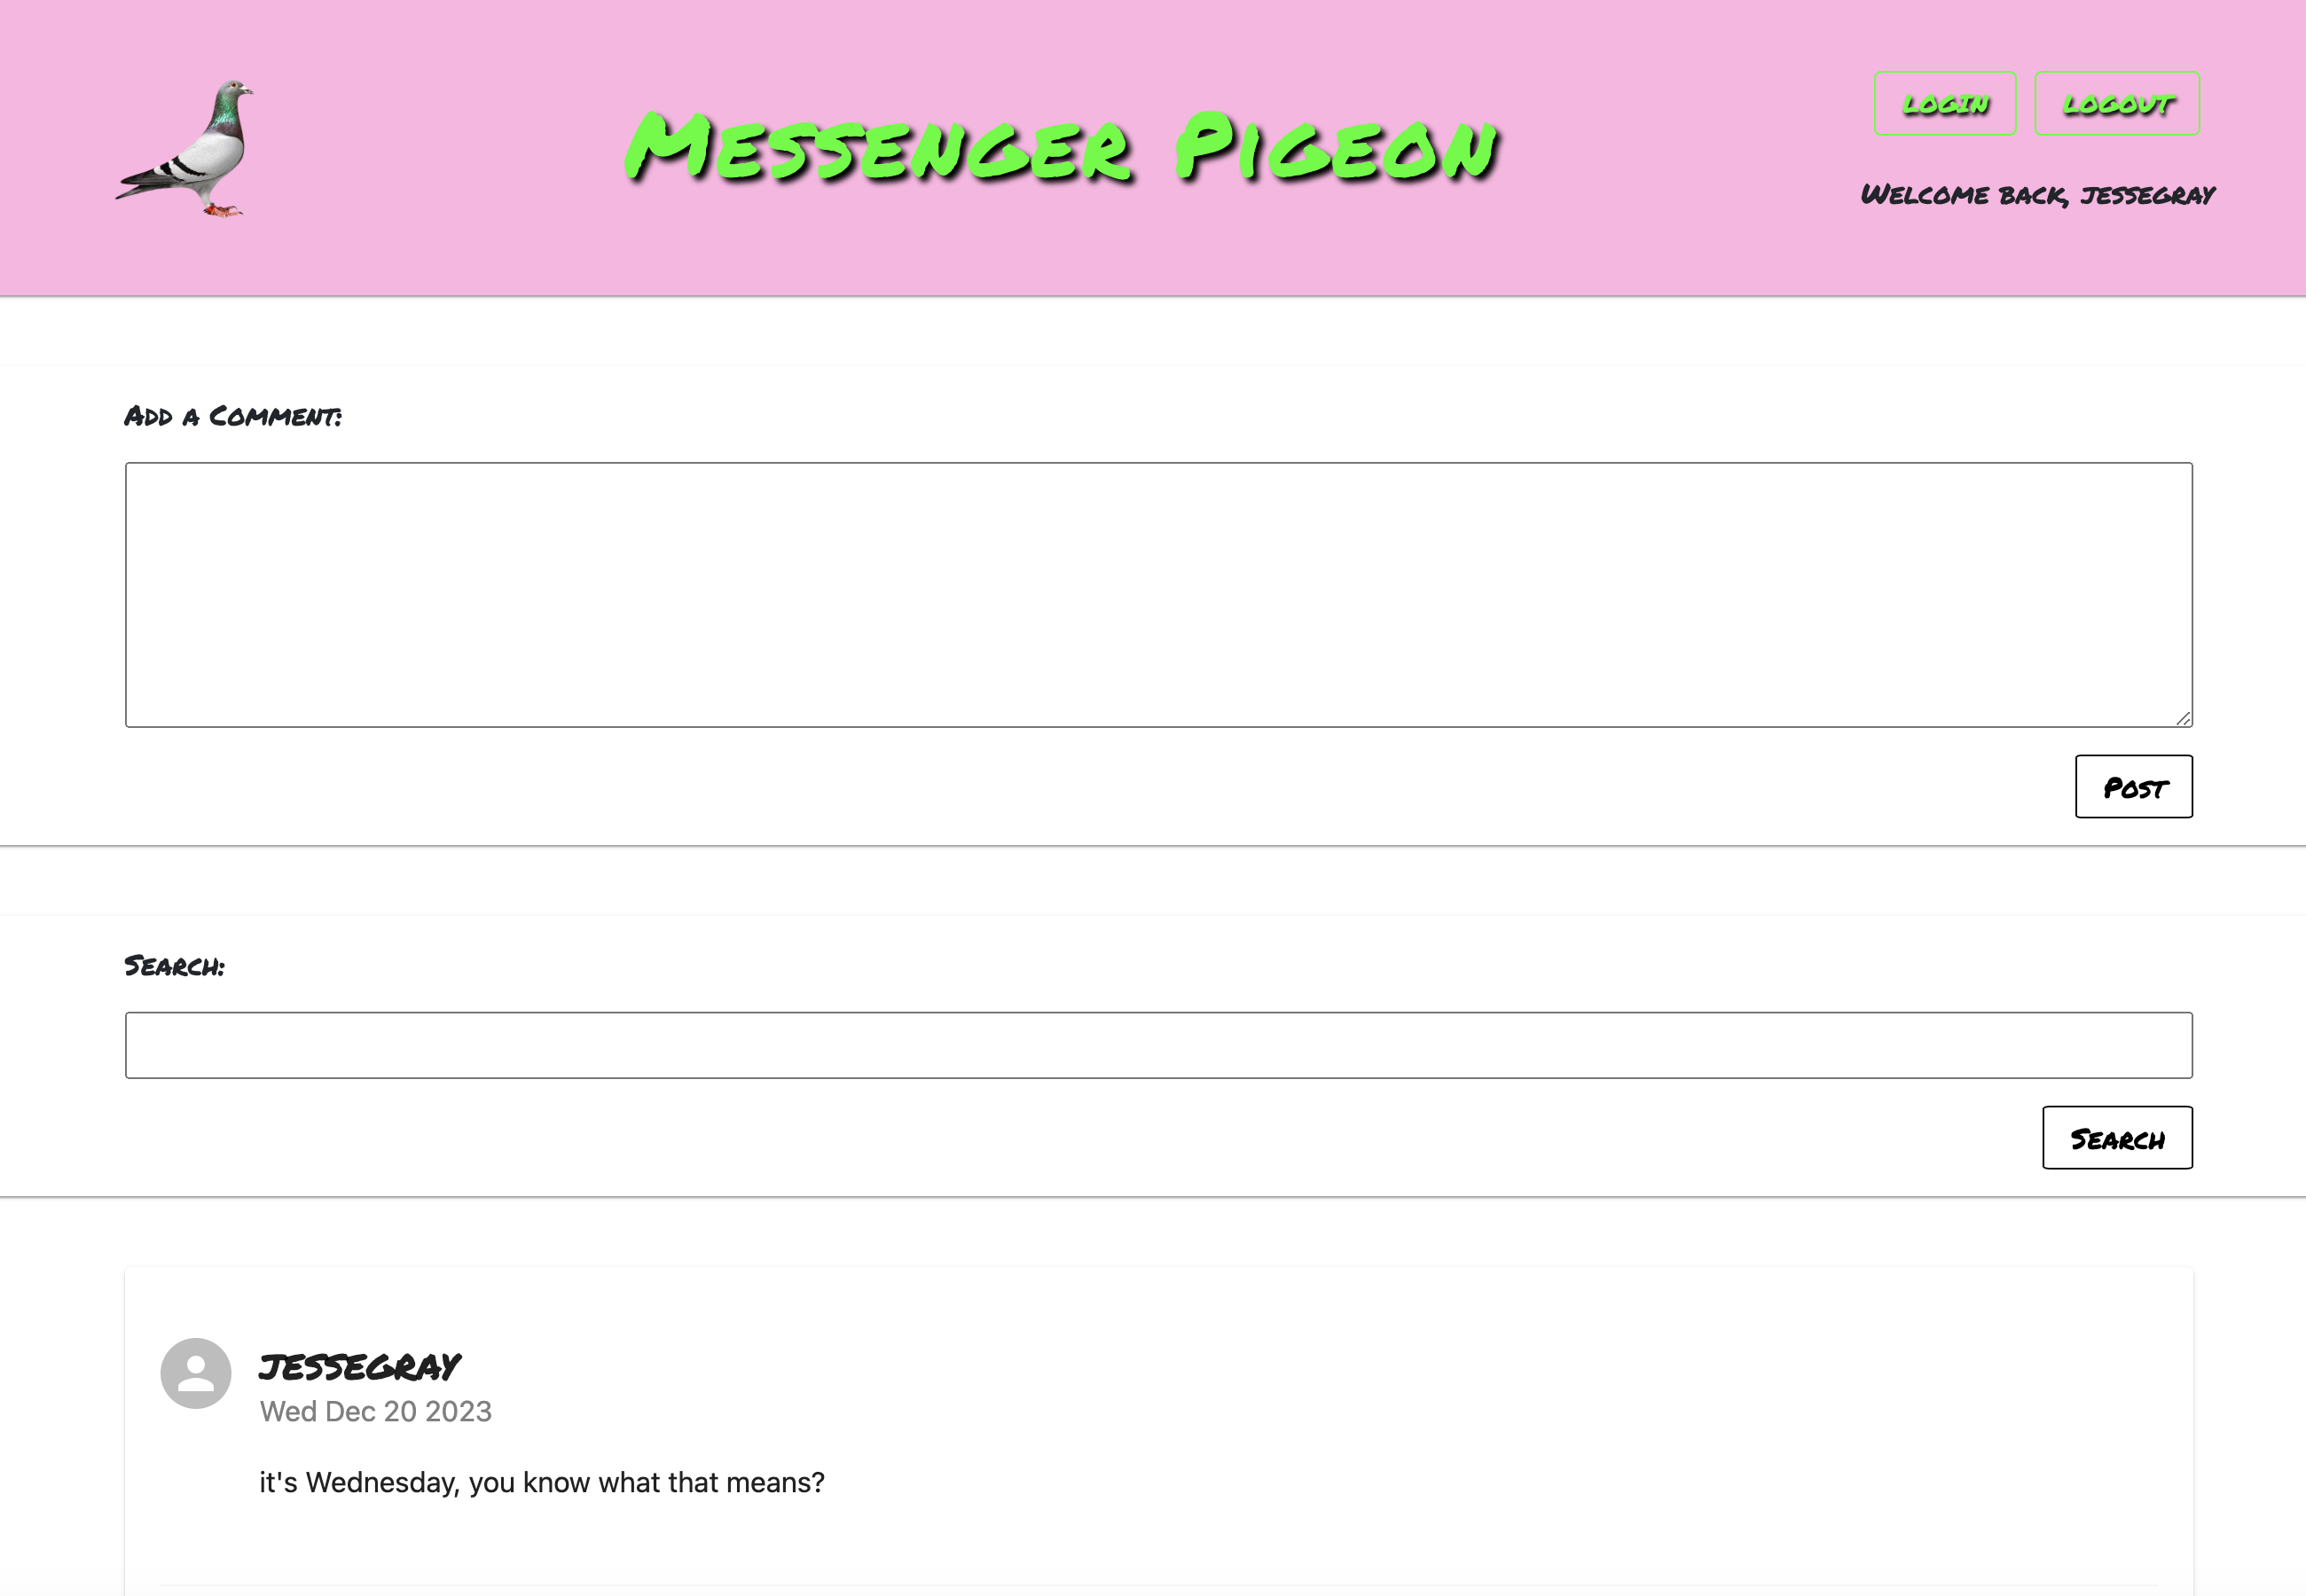 Messenger Pigeon
LOGIN
LOGOUT
Welcome back, jessegray
Add a Comment:
Post
Search:
Search
jessegray
Wed Dec 20 2023
it's Wednesday, you know what that means?